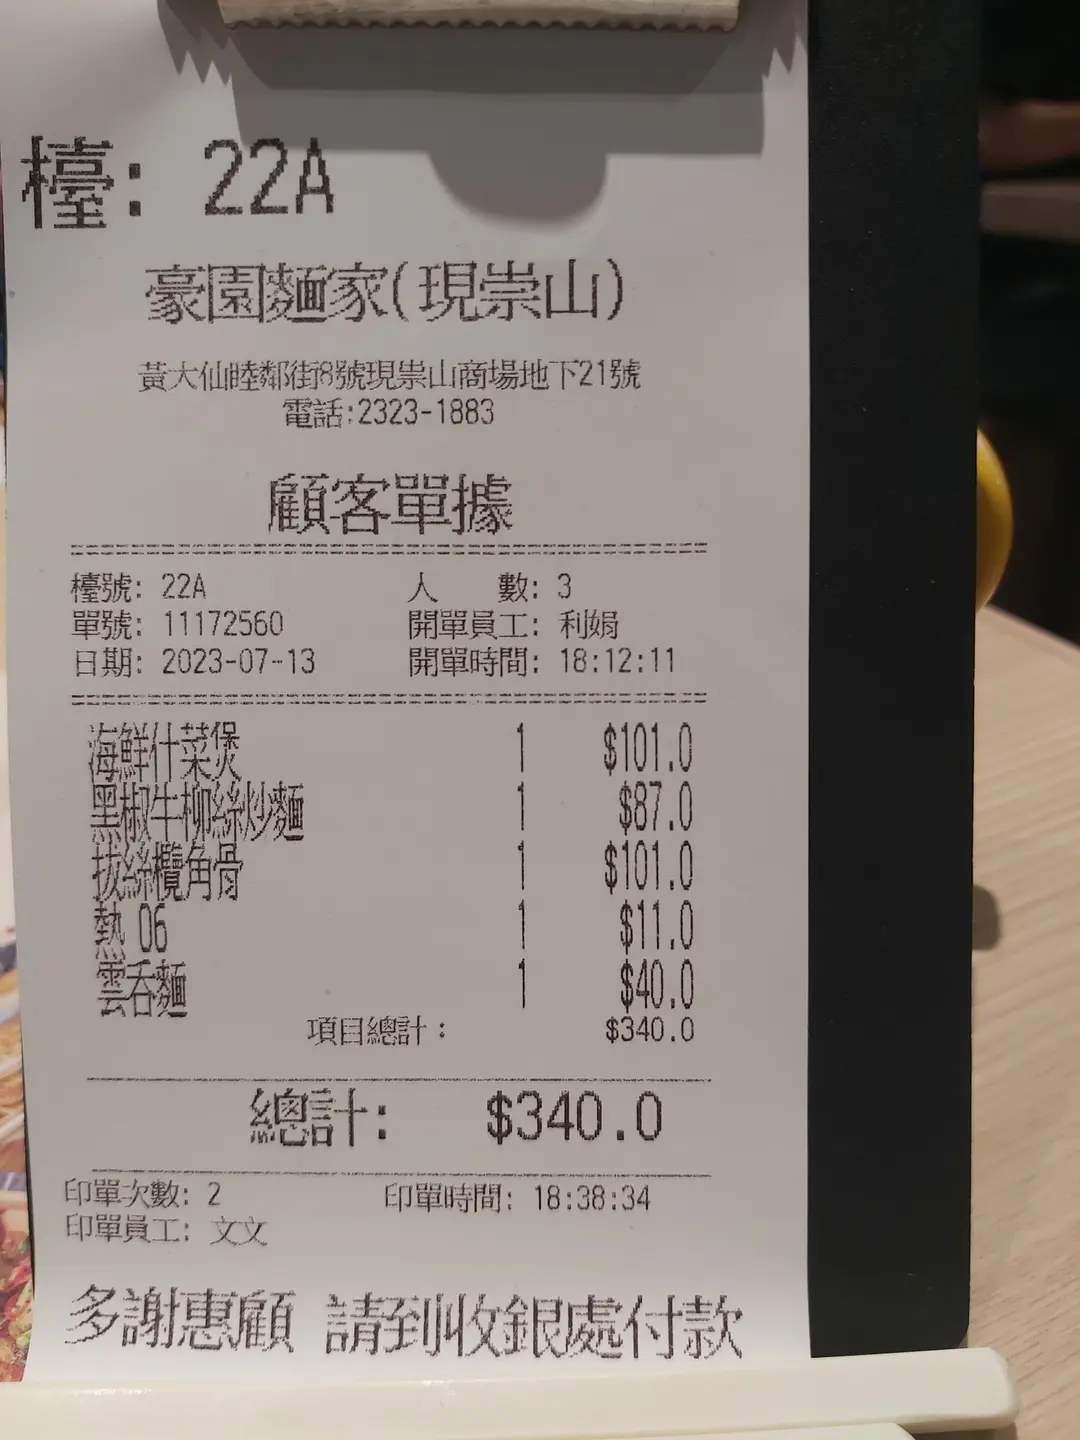 檯: 22A
豪園麵家(現崇山)
黃大仙睦鄰街8號現崇山商場地下21號
電話:2323-1883
顧客單據
檯號: 22A 人 數: 3
單號: 11172560 開單員工: 利娟
日期: 2023-07-13 開單時間: 18:12:11
海鮮什菜煲 1 $101.0
黑椒牛柳絲炒麵 1 $87.0
拔絲欖角骨 1 $101.0
熱 06 1 $11.0
雲吞麵 1 $40.0
項目總計: $340.0
總計: $340.0
印單次數: 2 印單時間: 18:38:34
印單員工: 文文
多謝惠顧 請到收銀處付款